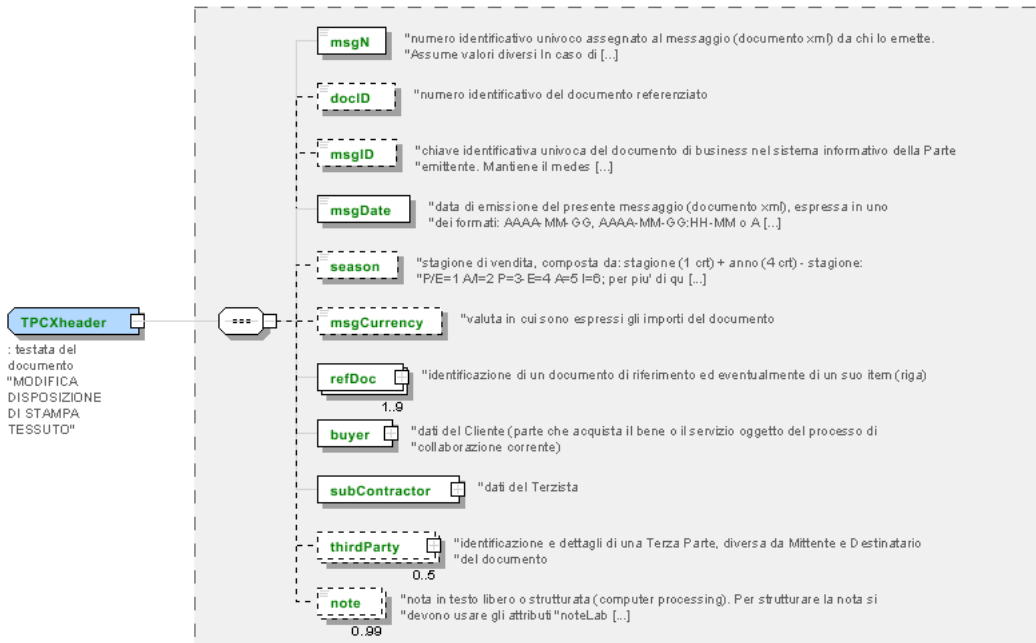 msgN
"numero identificativo univoco assegnato al messaggio (documento xml) da chi lo emette.
"Assume valori diversi In caso di [...]
docID
"numero identificativo del documento referenziato
msgID
"chiave identificativa univoca del documento di business nel sistema informativo della Parte
"emittente. Mantiene il medes [...]
msgDate
"data di emissione del presente messaggio (documento xml), espressa in uno
"dei formati: AAAA-MM-GG, AAAA-MM-GG:HH-MM o A [...]
season
"stagione di vendita, composta da: stagione (1 crt) + anno (4 crt) - stagione:
"P/E=1 A/I=2 P=3 E=4 A=5 I=6; per piu' di qu [...]
TPCXheader
: testata del
documento
"MODIFICA
DISPOSIZIONE
DI STAMPA
TESSUTO"
msgCurrency
"valuta in cui sono espressi gli importi del documento
refDoc
"identificazione di un documento di riferimento ed eventualmente di un suo item (riga)
1..9
buyer
"dati del Cliente (parte che acquista il bene o il servizio oggetto del processo di
"collaborazione corrente)
subContractor
"dati del Terzista
thirdParty
"identificazione e dettagli di una Terza Parte, diversa da Mittente e Destinatario
"del documento
0..5
note
"nota in testo libero o strutturata (computer processing). Per strutturare la nota si
"devono usare gli attributi "noteLab [...]
0..99